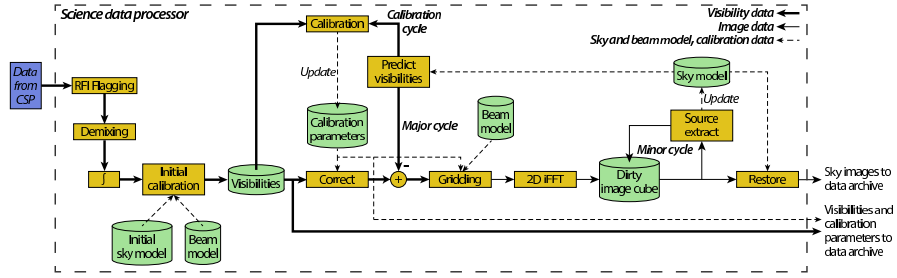 Science data processor
Visibility data
Image data
Sky and beam model, calibration data
Calibration
Calibration
cycle
Data
from
CSP
RFI Flagging
Update
Predict
visibilities
Sky model
Update
Demixing
Calibration
parameters
Major cycle
Beam
model
Source
extract
Minor cycle
∫
Initial
calibration
Visibilities
Correct
+
-
Gridding
2D iFFT
Dirty
image cube
Restore
Sky images to
data archive
Initial
sky model
Beam
model
Visibilities and
calibration
parameters to
data archive